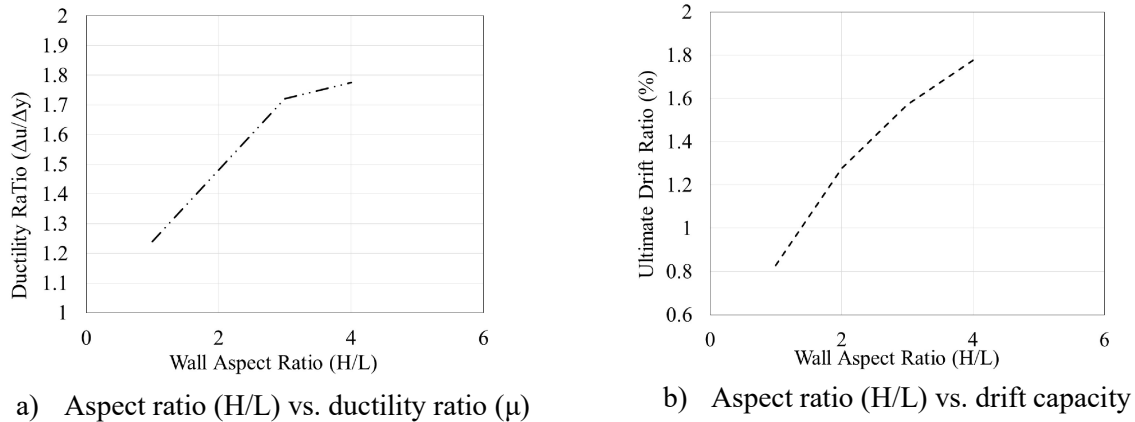 2
1.9
1.8
1.7
1.6
1.5
1.4
1.3
1.2
1.1
1
Ductility RaTio (Δu/Δy)
0 2 4 6
Wall Aspect Ratio (H/L)
a) Aspect ratio (H/L) vs. ductility ratio (μ)
2
1.8
1.6
1.4
1.2
1
0.8
0.6
Ultimate Drift Ratio (%)
0 2 4 6
Wall Aspect Ratio (H/L)
b) Aspect ratio (H/L) vs. drift capacity